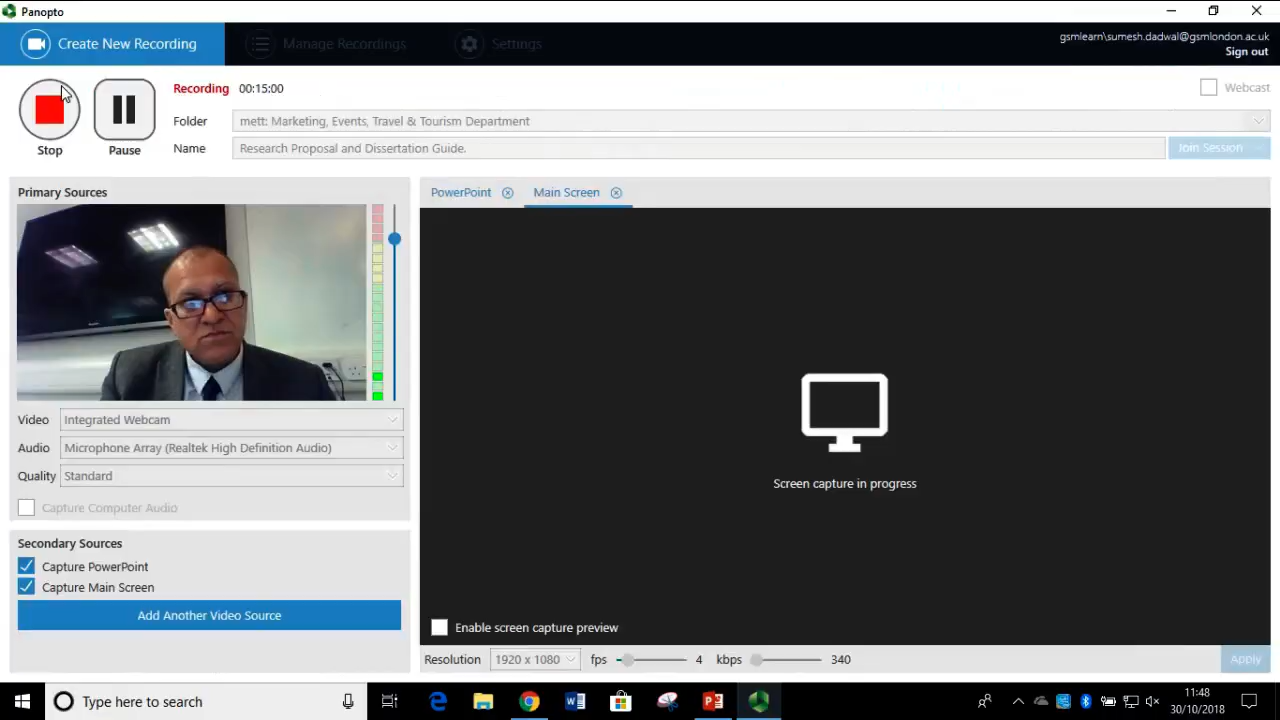 Panopto
Create New Recording
Manage Recordings
Settings
gsmlearn\sumesh.dadwal@gsmlondon.ac.uk
Sign out
Recording 00:15:00
Webcast
Folder mett: Marketing, Events, Travel & Tourism Department
Stop
Pause
Name Research Proposal and Dissertation Guide.
Join Session
Primary Sources
PowerPoint
Main Screen
Video Integrated Webcam
Audio Microphone Array (Realtek High Definition Audio)
Quality Standard
Capture Computer Audio
Screen capture in progress
Secondary Sources
Capture PowerPoint
Capture Main Screen
Add Another Video Source
Enable screen capture preview
Resolution 1920 x 1080 fps 4 kbps 340
Apply
Type here to search
11:48
30/10/2018